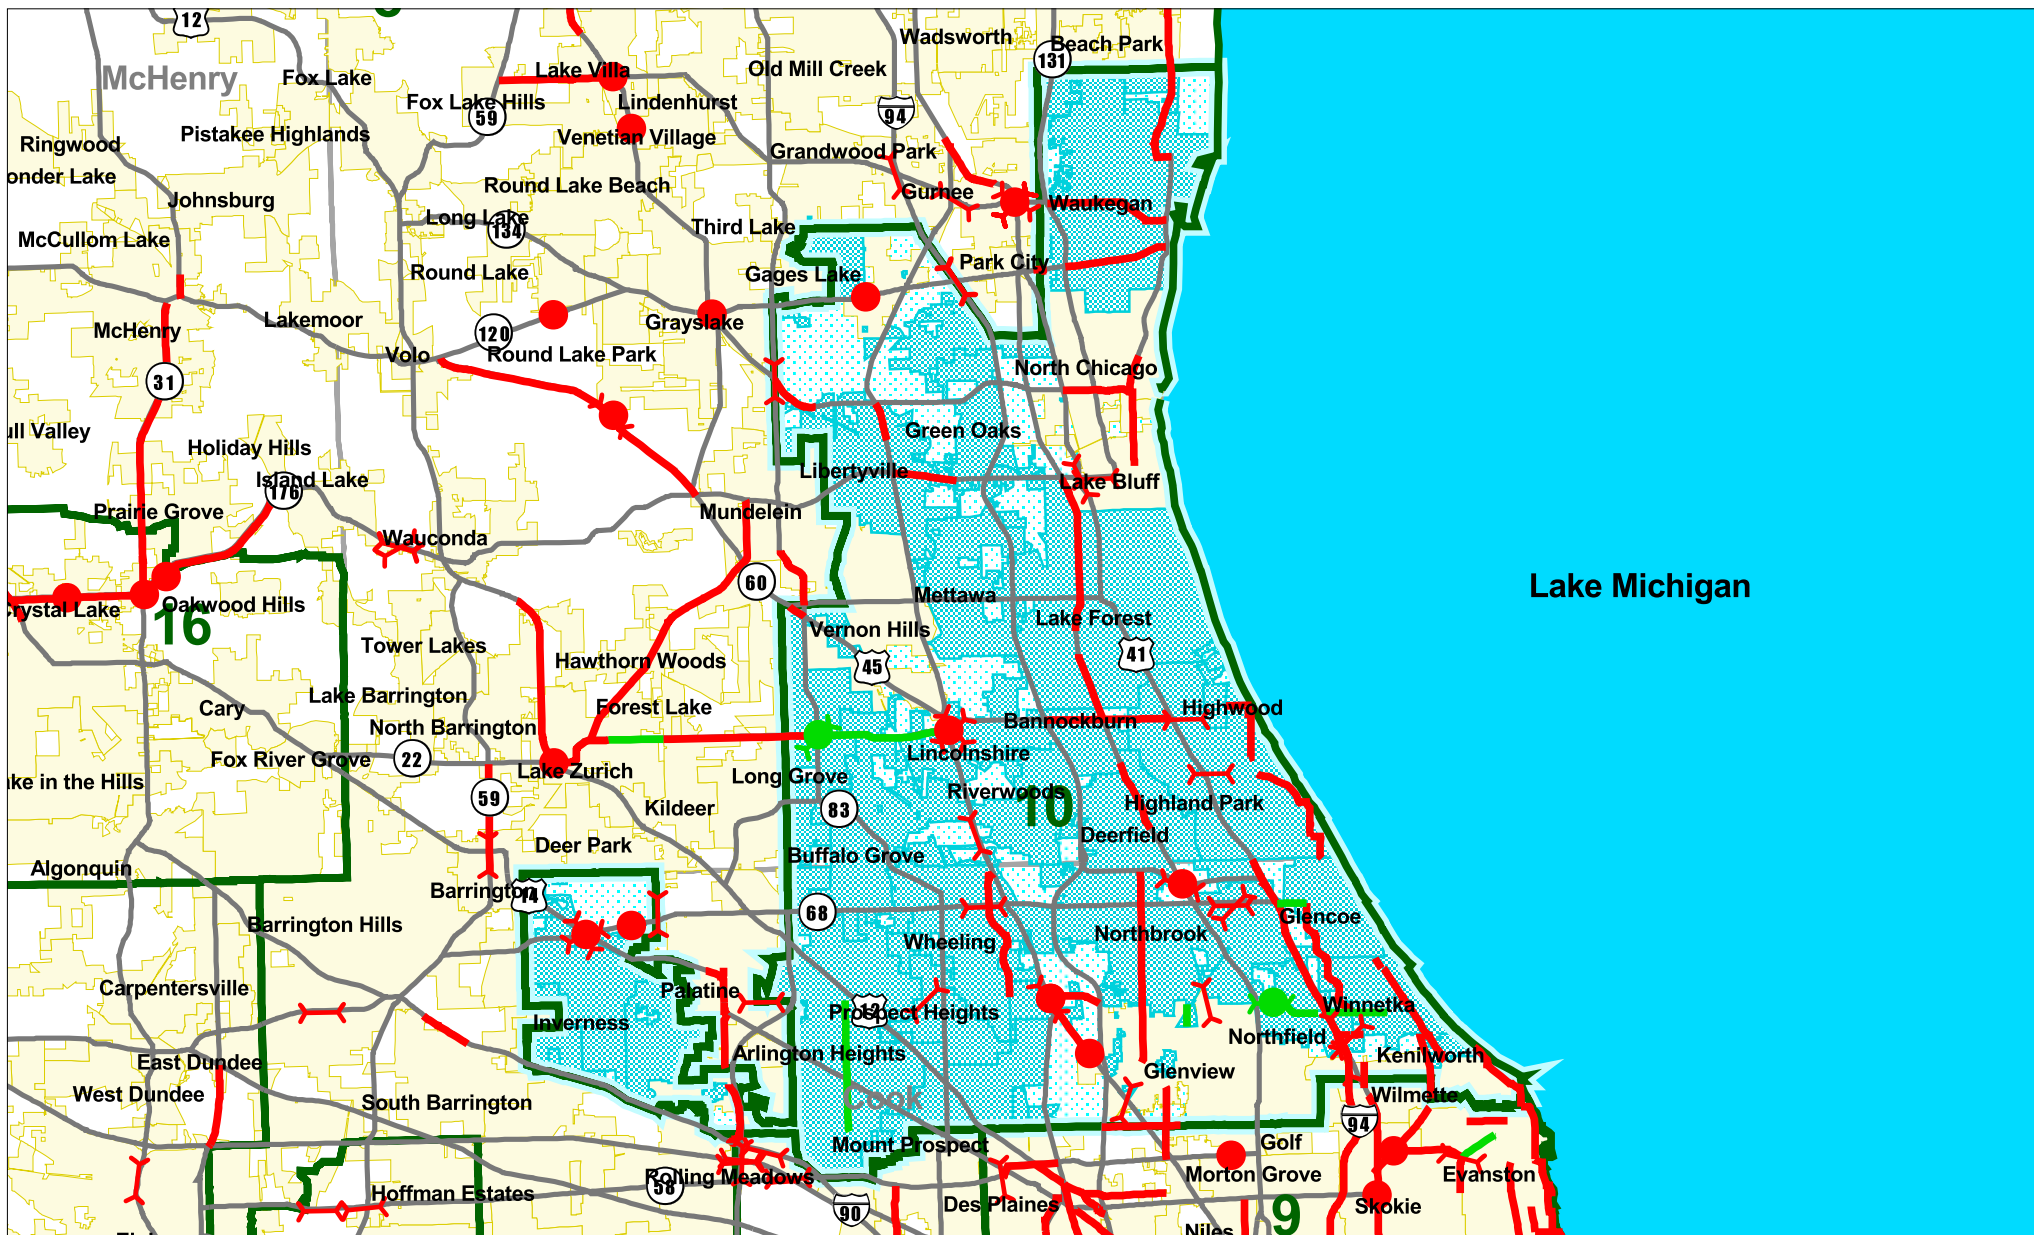 12
Wadsworth
Beach Park
131
McHenry
Fox Lake
Lake Villa
Old Mill Creek
Fox Lake Hills
Lindenhurst
59
94
Pistakee Highlands
Venetian Village
Ringwood
Grandwood Park
onder Lake
Round Lake Beach
Gurnee
Johnsburg
Waukegan
Long Lake
134
Third Lake
McCullom Lake
Park City
Round Lake
Gages Lake
McHenry
Lakemoor
120
Grayslake
Volo
Round Lake Park
North Chicago
31
ull Valley
Green Oaks
Holiday Hills
Island Lake
176
Libertyville
Lake Bluff
Prairie Grove
Mundelein
Wauconda
60
Lake Michigan
Mettawa
Crystal Lake
Oakwood Hills
16
Lake Forest
Vernon Hills
Tower Lakes
Hawthorn Woods
45
41
Lake Barrington
Cary
Forest Lake
Highwood
North Barrington
Bannockburn
Fox River Grove
22
Lincolnshire
Lake Zurich
Long Grove
ake in the Hills
59
Riverwoods
Kildeer
83
10
Highland Park
Deer Park
Deerfield
Buffalo Grove
Algonquin
Barrington
14
68
Glencoe
Barrington Hills
Wheeling
Northbrook
Carpentersville
Palatine
Winnetka
12
Prospect Heights
Inverness
Northfield
East Dundee
Arlington Heights
Kenilworth
Glenview
West Dundee
South Barrington
Cook
Wilmette
94
Mount Prospect
Golf
Rolling Meadows
Morton Grove
Evanston
58
Hoffman Estates
Des Plaines
Skokie
90
9
Niles